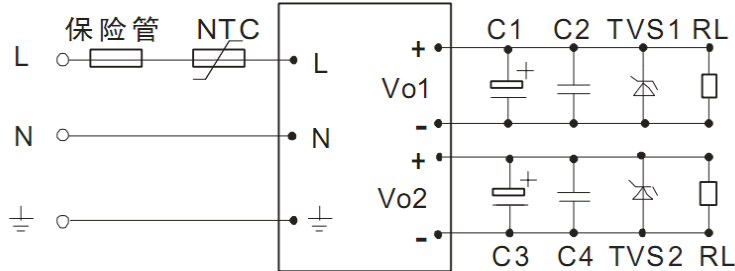 保险管 NTC
C1 C2 TVS1 RL
L L + Vo1 -
N N
+ Vo2 -
C3 C4 TVS2 RL